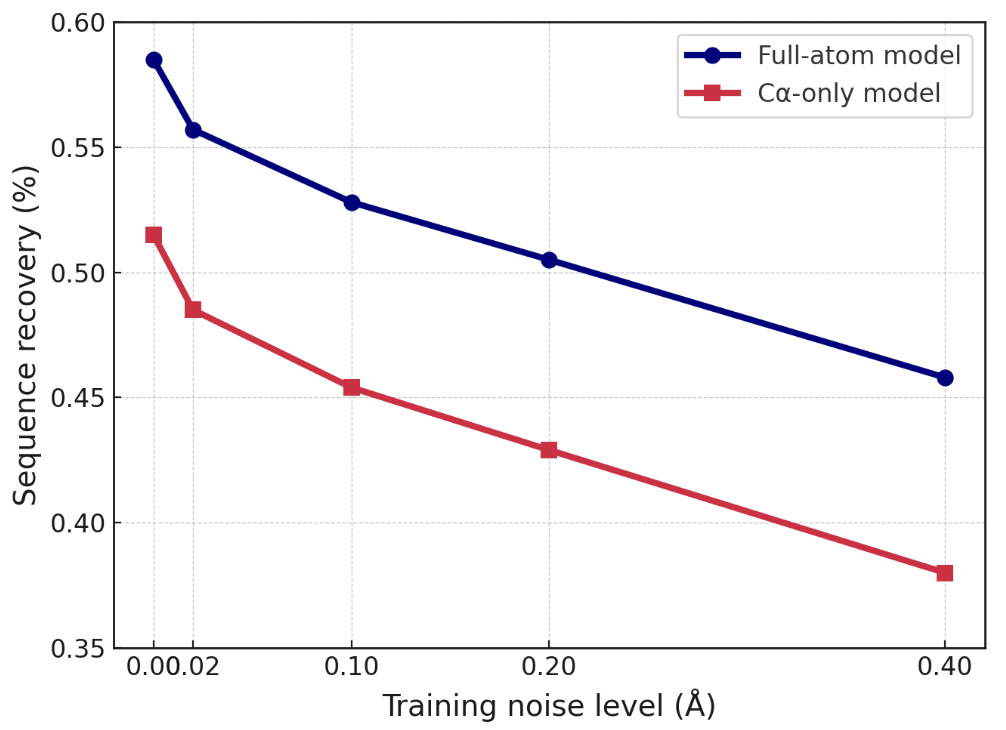 0.60
0.55
0.50
0.45
0.40
0.35
Sequence recovery (%)
Full-atom model
Cα-only model
0.00 0.02 0.10 0.20 0.40
Training noise level (Å)